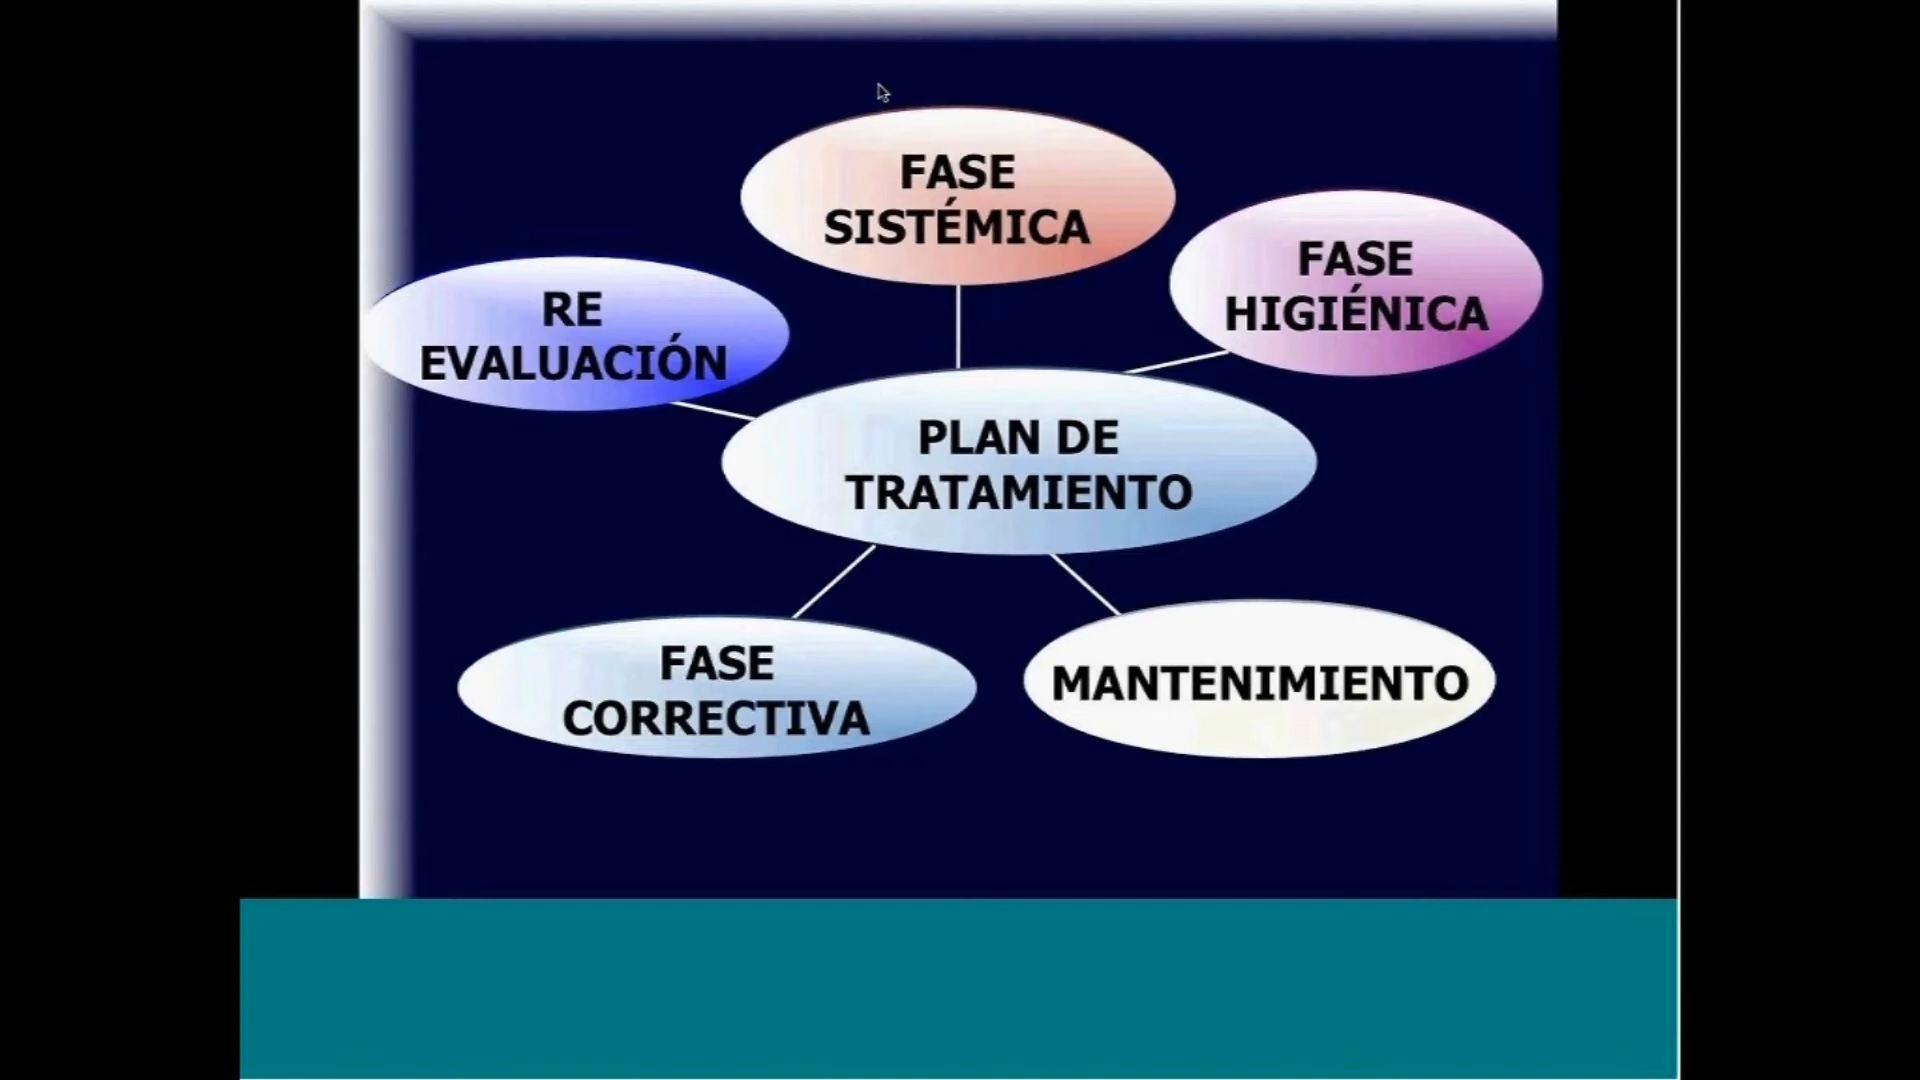 FASE
SISTÉMICA
FASE
HIGIÉNICA
RE
EVALUACIÓN
PLAN DE
TRATAMIENTO
FASE
CORRECTIVA
MANTENIMIENTO